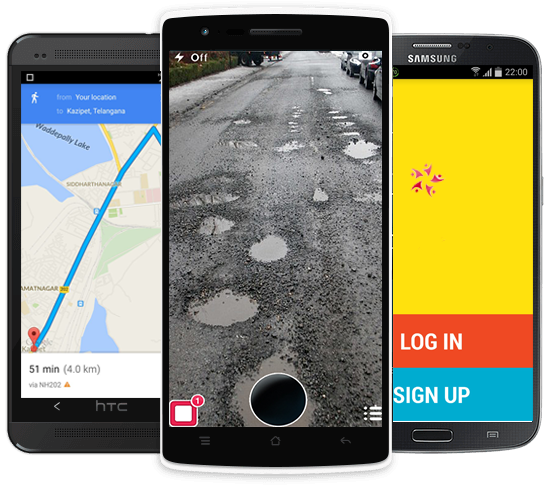 from Your location
to Kazipet, Telangana
Waddepally Lake
SIDDHARTHANAGAR
AMATNAGAR
51 min (4.0 km)
via NH202
hTC
Off
1
SAMSUNG
22:00
LOG IN
SIGN UP